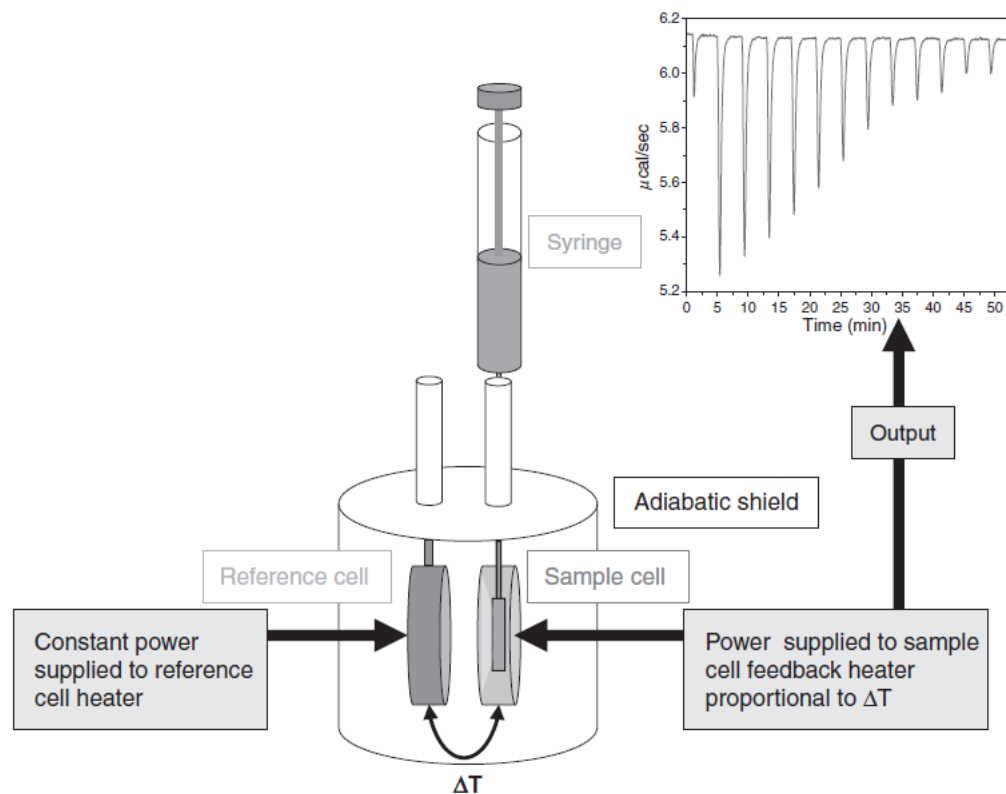 6.2
6.0
5.8
5.6
5.4
5.2
μcal/sec
0 5 10 15 20 25 30 35 40 45 50
Time (min)
Syringe
Output
Adiabatic shield
Reference cell
Sample cell
Constant power
supplied to reference
cell heater
Power supplied to sample
cell feedback heater
proportional to ΔT
ΔT